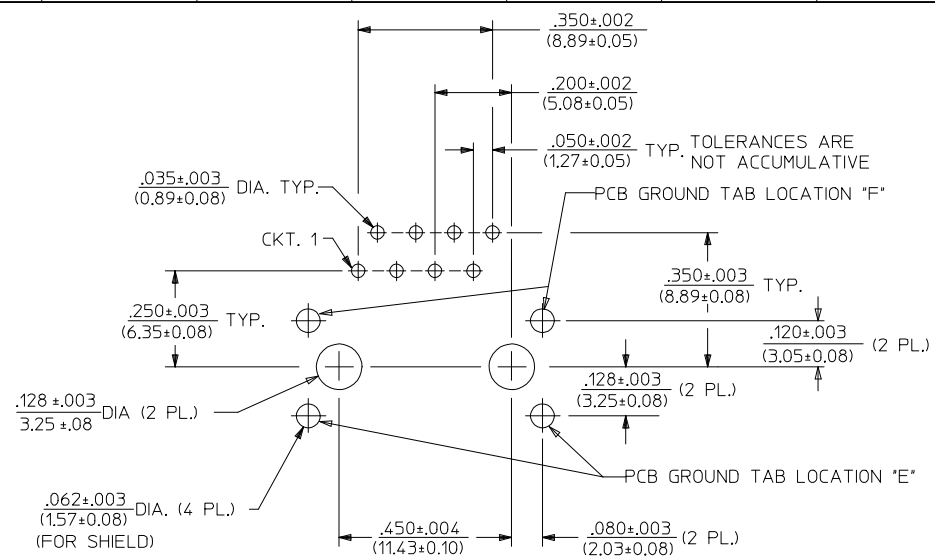 .350±.002
(8.89±0.05)
.200±.002
(5.08±0.05)
.050±.002
(1.27±0.05) TYP. TOLERANCES ARE
NOT ACCUMULATIVE
.035±.003
(0.89±0.08) DIA. TYP.
PCB GROUND TAB LOCATION "F"
CKT. 1
.350±.003
(8.89±0.08) TYP.
.250±.003
(6.35±0.08) TYP.
.120±.003
(3.05±0.08) (2 PL.)
.128±.003
(3.25±0.08) (2 PL.)
.128 ±.003
3.25 ±.08 DIA (2 PL.)
PCB GROUND TAB LOCATION "E"
.062±.003
(1.57±0.08) DIA. (4 PL.)
(FOR SHIELD)
.450±.004
(11.43±0.10)
.080±.003
(2.03±0.08) (2 PL.)